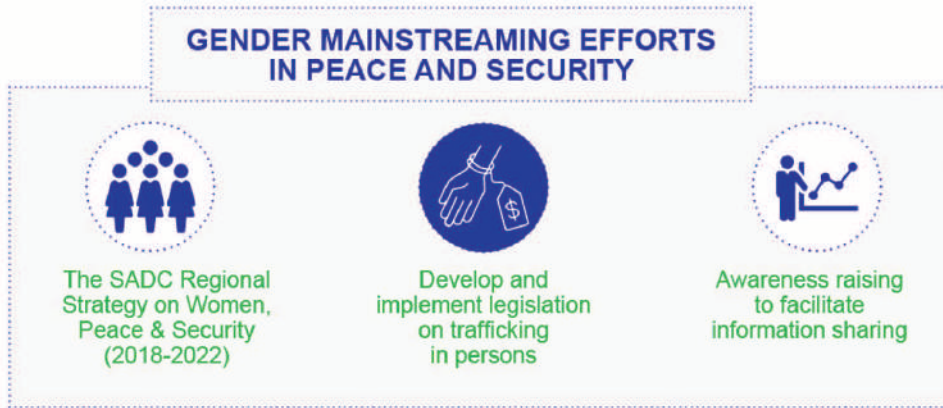 GENDER MAINSTREAMING EFFORTS
IN PEACE AND SECURITY
The SADC Regional
Strategy on Women,
Peace & Security
(2018-2022)
$
Develop and
implement legislation
on trafficking
in persons
Awareness raising
to facilitate
information sharing